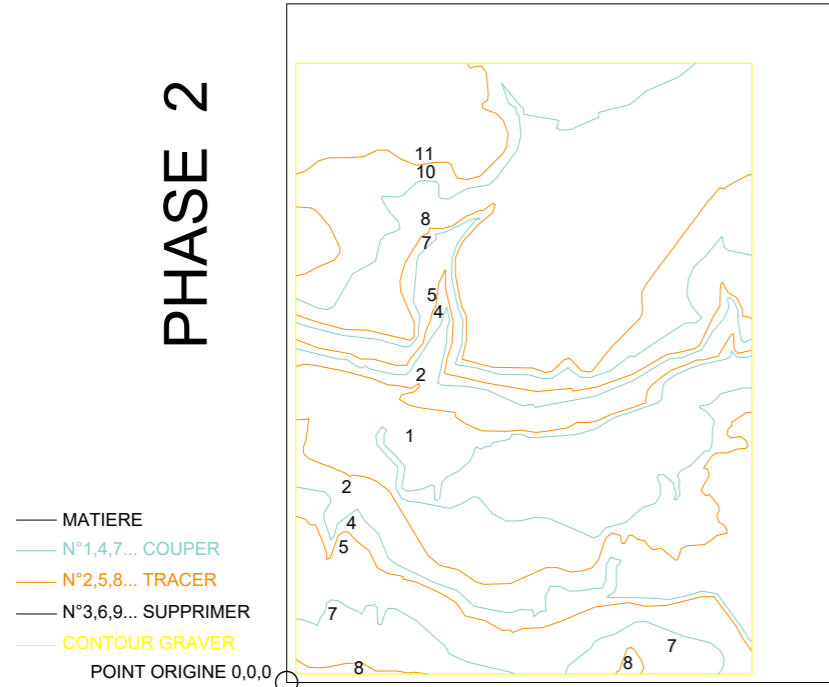 PHASE 2
11
10
8
7
5
4
2
1
2
4
5
7
7
8
8
MATIERE
N°1,4,7... COUPER
N°2,5,8... TRACER
N°3,6,9... SUPPRIMER
CONTOUR GRAVER
POINT ORIGINE 0,0,0